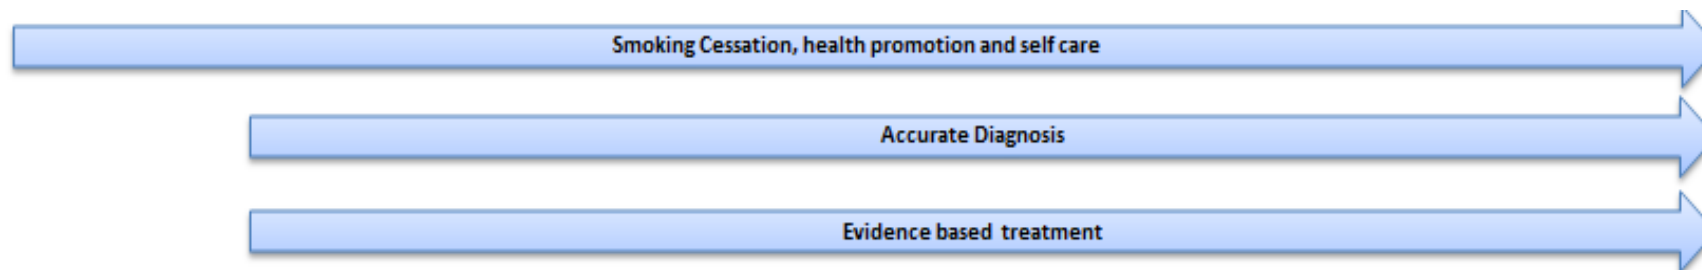 Smoking Cessation, health promotion and self care
Accurate Diagnosis
Evidence based treatment